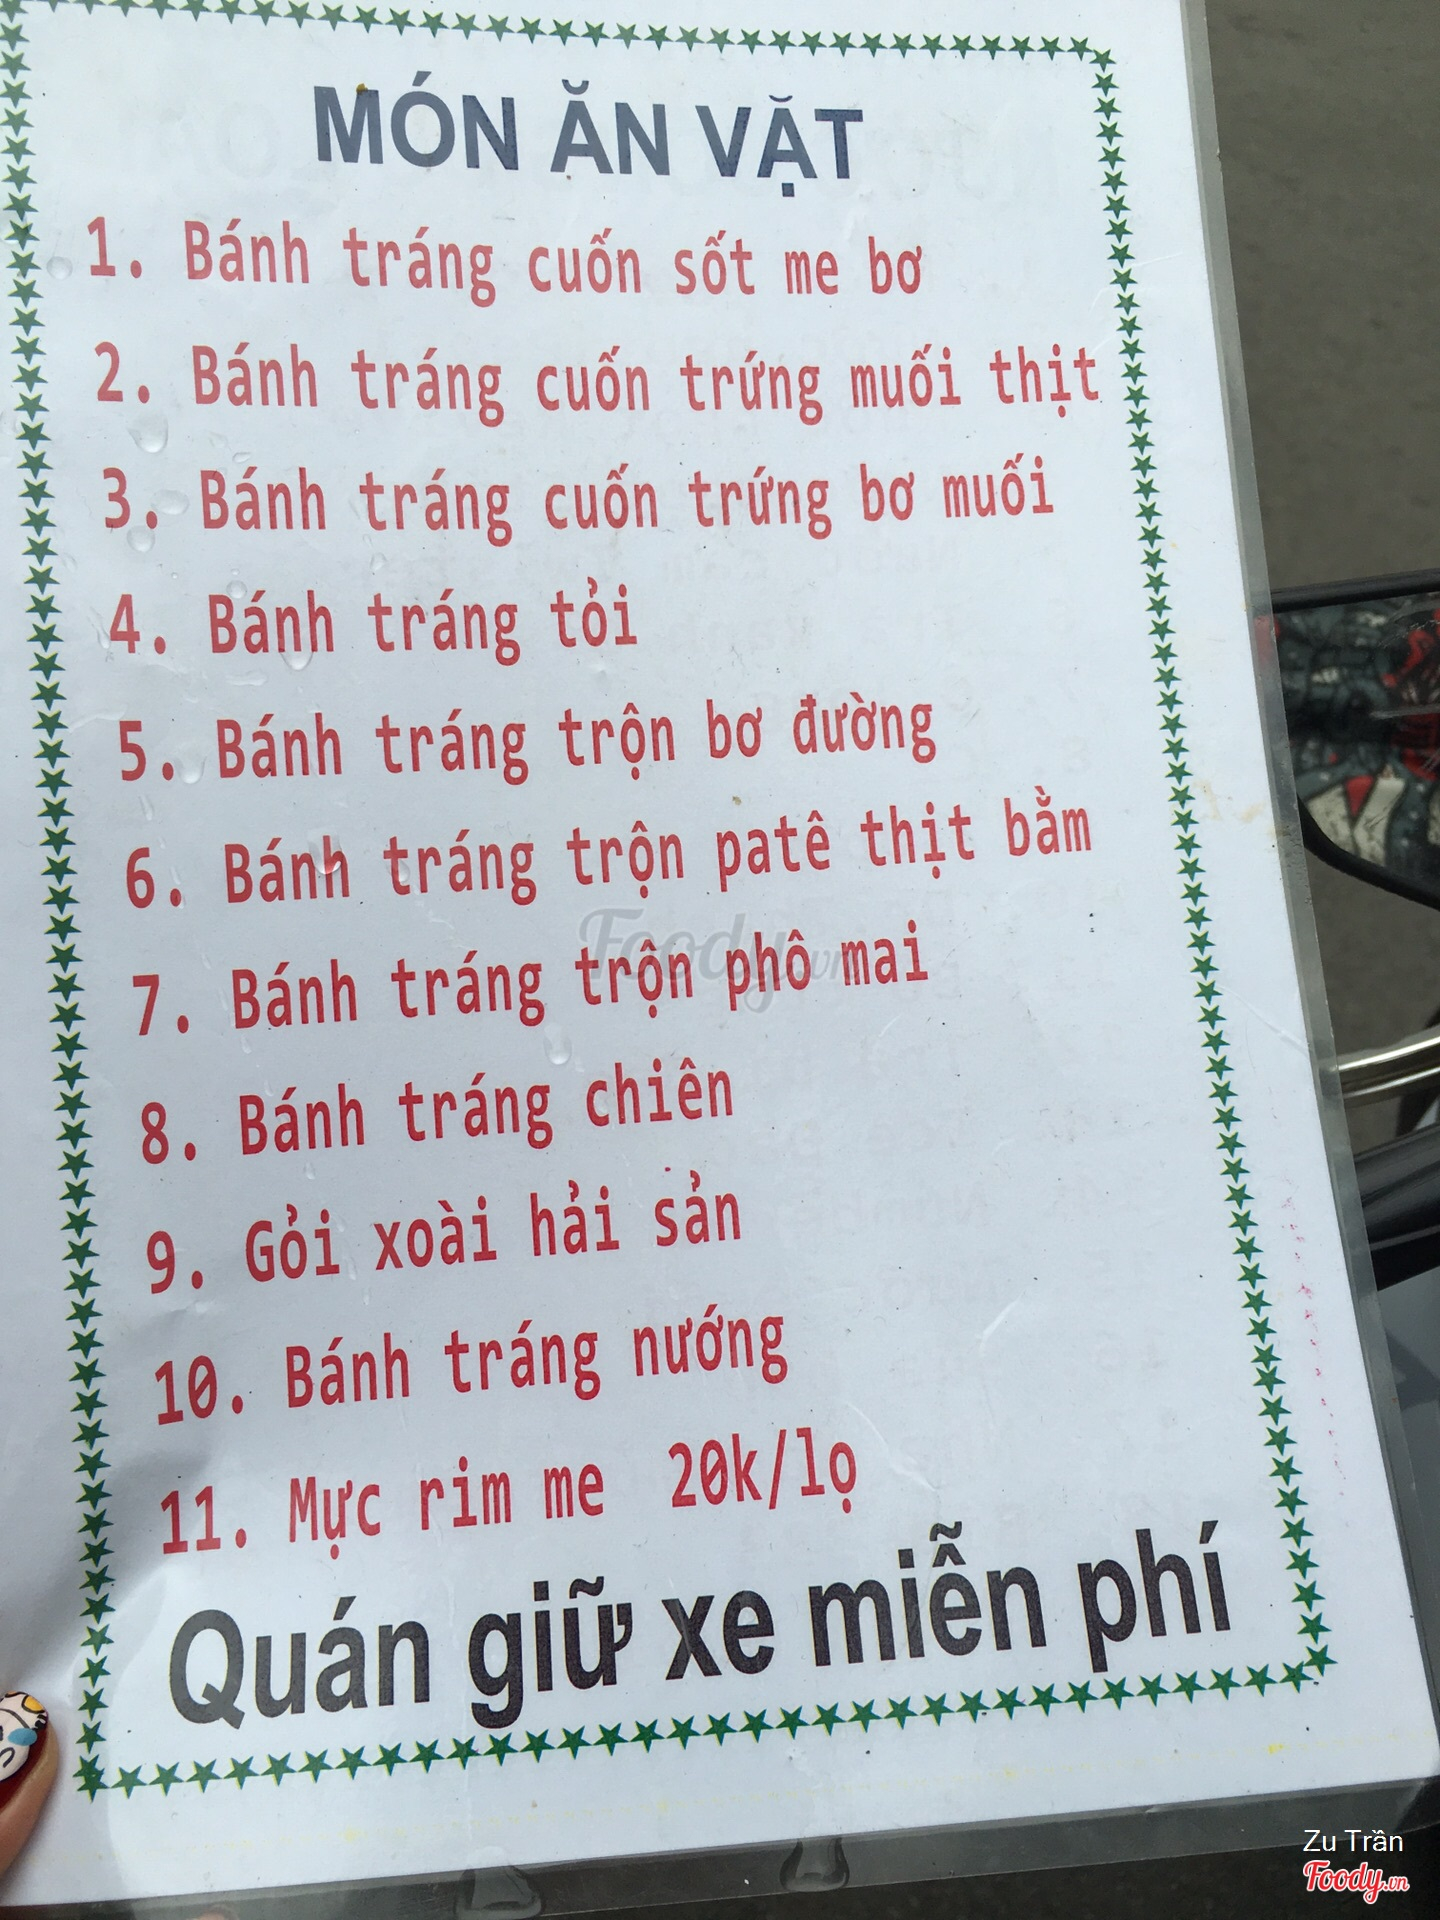 MÓN ĂN VẶT
1. Bánh tráng cuốn sốt me bơ
2. Bánh tráng cuốn trứng muối thịt
3. Bánh tráng cuốn trứng bơ muối
4. Bánh tráng tỏi
5. Bánh tráng trộn bơ đường
6. Bánh tráng trộn patê thịt bằm
7. Bánh tráng trộn phô mai
8. Bánh tráng chiên
9. Gỏi xoài hải sản
10. Bánh tráng nướng
11. Mực rim me 20k/lọ
Quán giữ xe miễn phí
Foody.vn
Zu Trần
Foody.vn